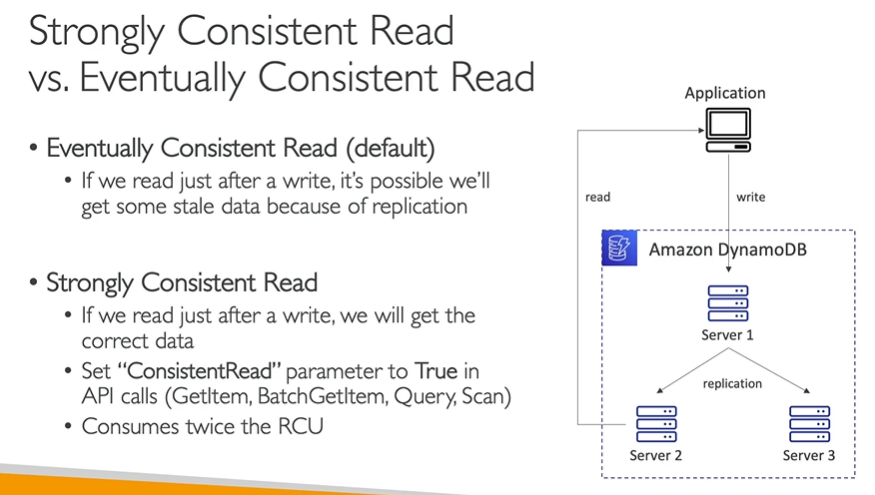 Strongly Consistent Read
vs. Eventually Consistent Read
• Eventually Consistent Read (default)
• If we read just after a write, it's possible we'll
get some stale data because of replication
• Strongly Consistent Read
• If we read just after a write, we will get the
correct data
• Set “ConsistentRead” parameter to True in
API calls (GetItem, BatchGetItem, Query, Scan)
• Consumes twice the RCU
Application
read
write
Amazon DynamoDB
Server 1
replication
Server 2
Server 3